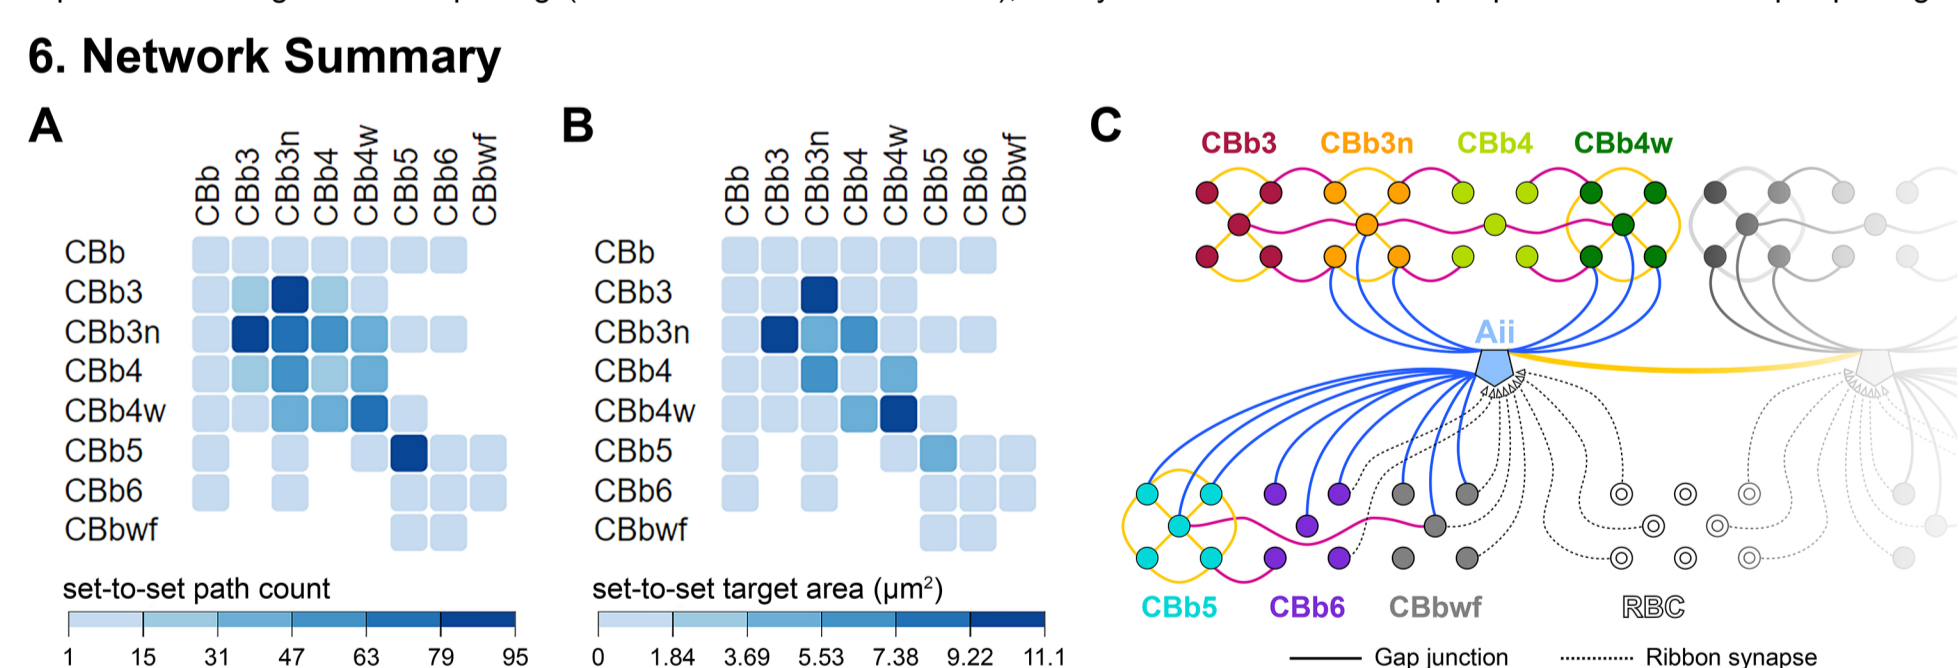 6. Network Summary
A
CBb CBb3 CBb3n CBb4 CBb4w CBb5 CBb6 CBbwf
CBb
CBb3
CBb3n
CBb4
CBb4w
CBb5
CBb6
CBbwf
set-to-set path count
1 15 31 47 63 79 95
B
CBb CBb3 CBb3n CBb4 CBb4w CBb5 CBb6 CBbwf
CBb
CBb3
CBb3n
CBb4
CBb4w
CBb5
CBb6
CBbwf
set-to-set target area (µm²)
0 1.84 3.69 5.53 7.38 9.22 11.1
C
CBb3 CBb3n CBb4 CBb4w
Aii
CBb5 CBb6 CBbwf RBC
Gap junction Ribbon synapse